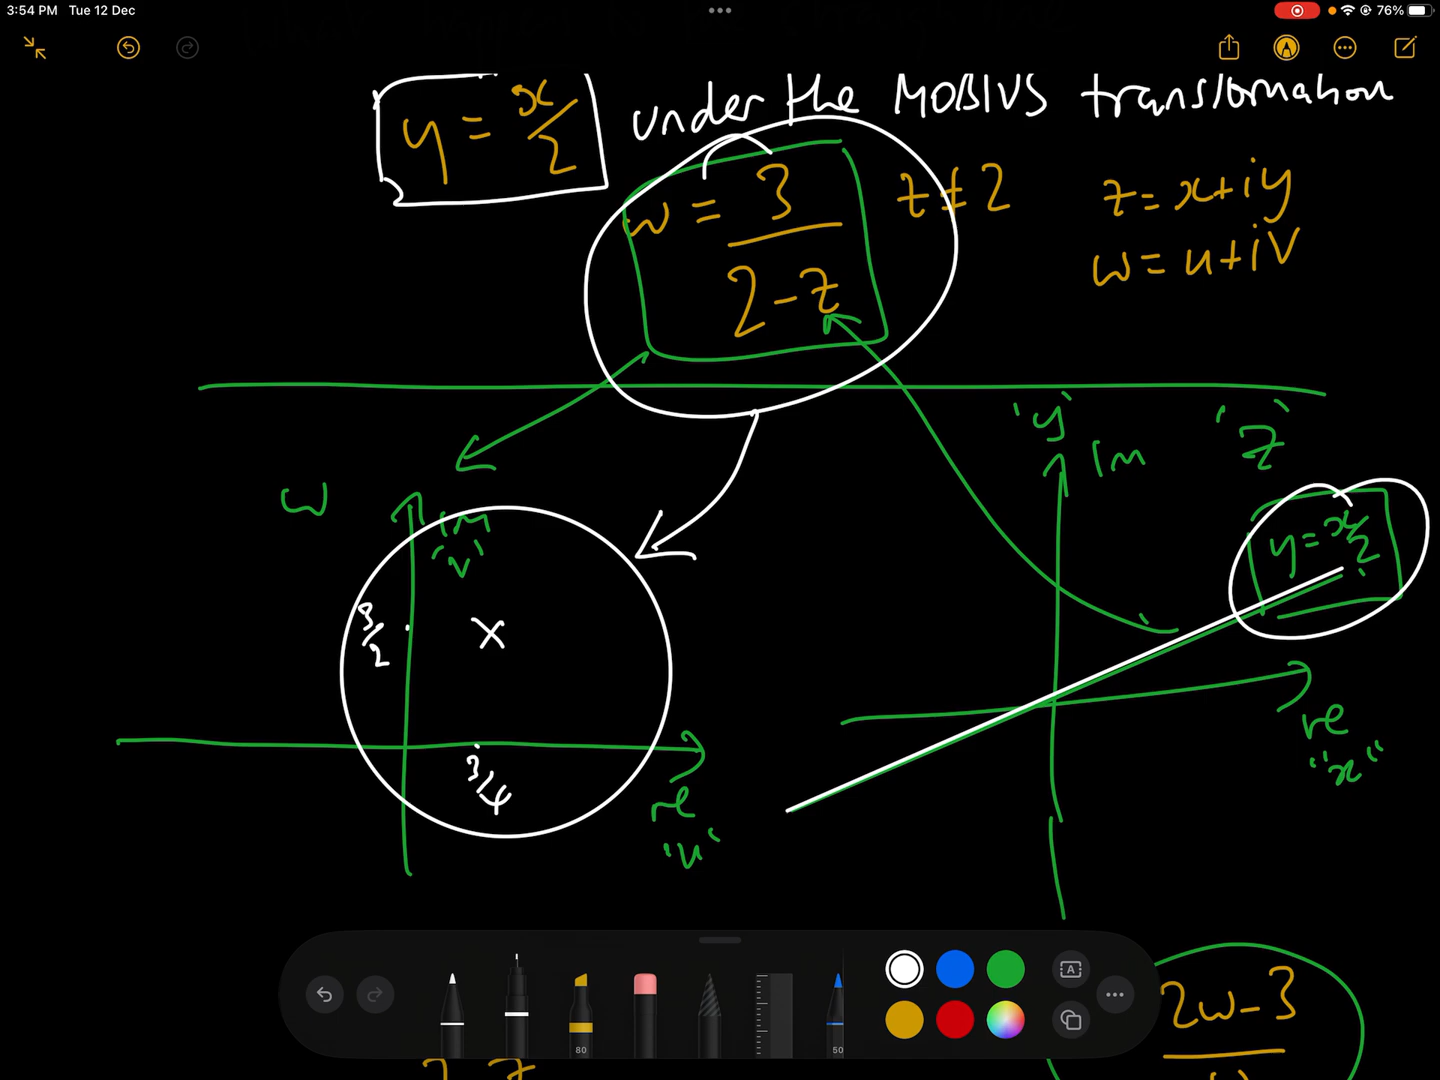 3:54 PM Tue 12 Dec
76%
y = x/2 under the MOBIUS transformation
w = 3/(2-z) z ≠ 2 z = x+iy
w = u+iv
'y'
Im
'z'
w
Im
'v'
y = x/2
3/2
3/4
re
'u'
re
"x"
2w-3
80
50
A
2-z